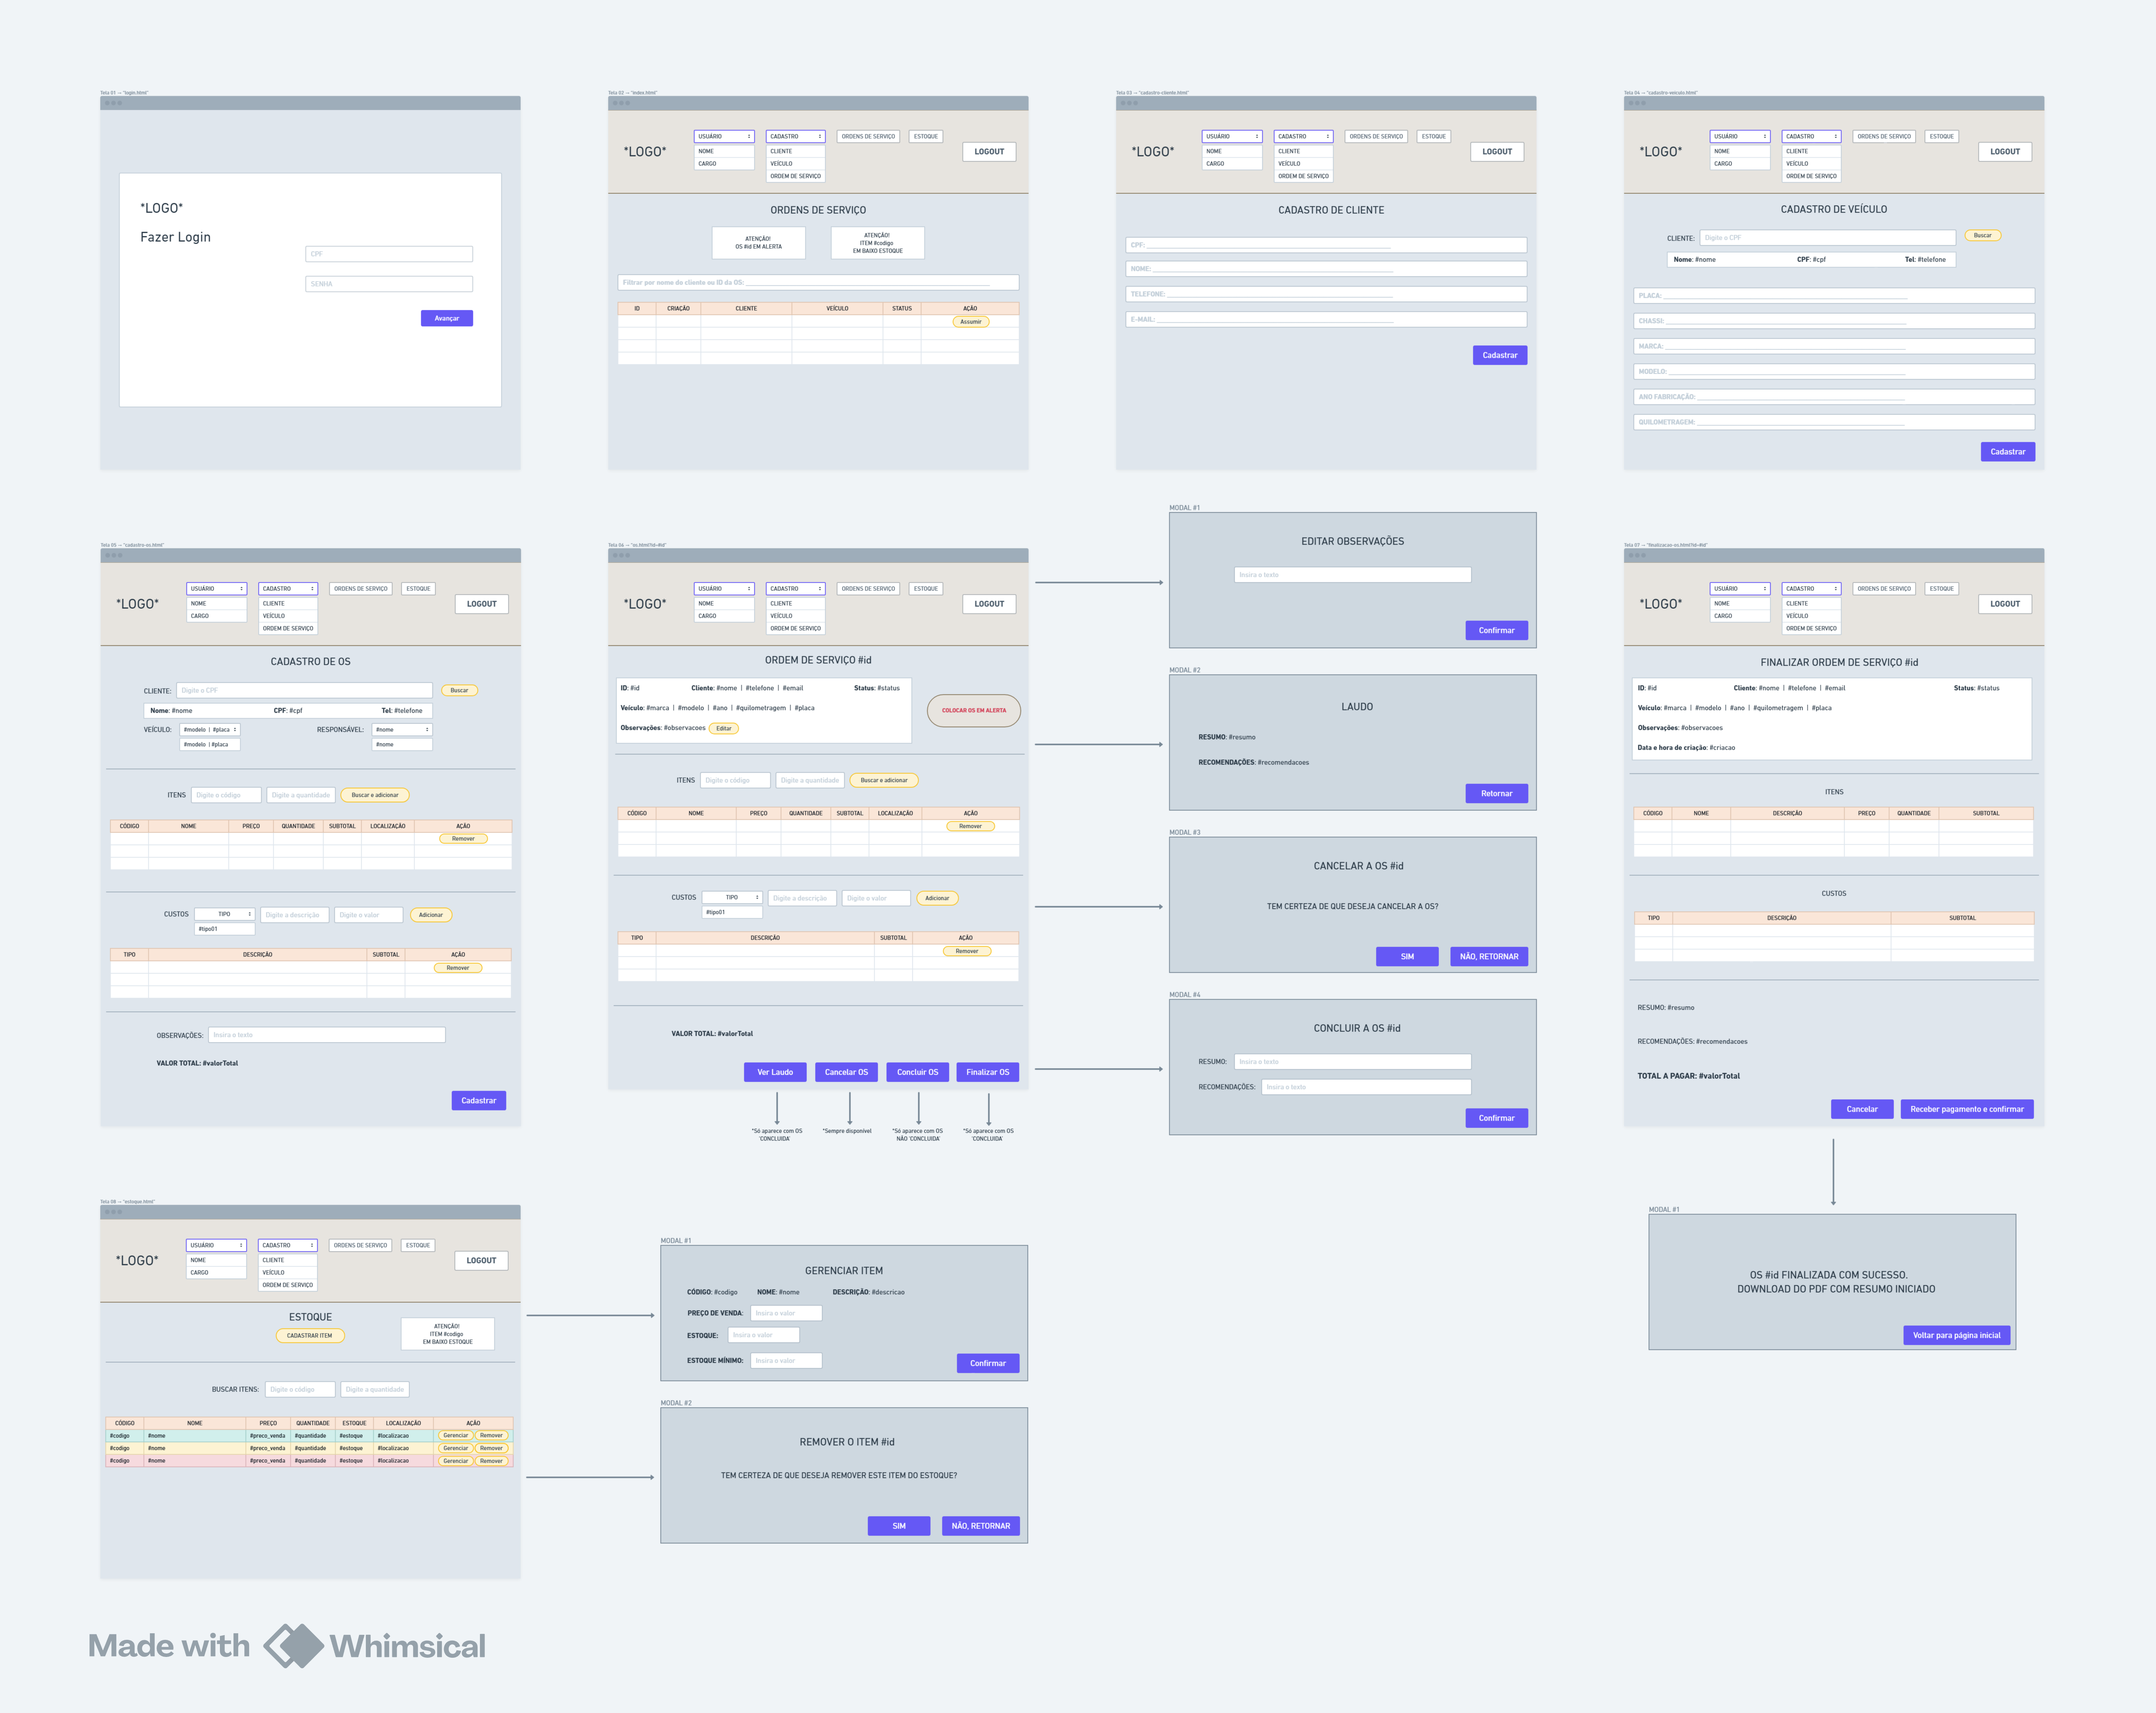 Tela 01 – "login.html"
*LOGO*
Fazer Login
CPF
SENHA
Avançar
Tela 02 – "index.html"
*LOGO*
USUÁRIO
NOME
CARGO
CADASTRO
CLIENTE
VEÍCULO
ORDEM DE SERVIÇO
ORDENS DE SERVIÇO
ESTOQUE
LOGOUT
ORDENS DE SERVIÇO
ATENÇÃO!
OS #id EM ALERTA
ATENÇÃO!
ITEM #codigo
EM BAIXO ESTOQUE
Filtrar por nome do cliente ou ID da OS:
ID CRIAÇÃO CLIENTE VEÍCULO STATUS AÇÃO
Assumir
Tela 03 – "cadastro-cliente.html"
*LOGO*
USUÁRIO
NOME
CARGO
CADASTRO
CLIENTE
VEÍCULO
ORDEM DE SERVIÇO
ORDENS DE SERVIÇO
ESTOQUE
LOGOUT
CADASTRO DE CLIENTE
CPF:
NOME:
TELEFONE:
E-MAIL:
Cadastrar
Tela 04 – "cadastro-veiculo.html"
*LOGO*
USUÁRIO
NOME
CARGO
CADASTRO
CLIENTE
VEÍCULO
ORDEM DE SERVIÇO
ORDENS DE SERVIÇO
ESTOQUE
LOGOUT
CADASTRO DE VEÍCULO
CLIENTE: Digite o CPF Buscar
Nome: #nome CPF: #cpf Tel: #telefone
PLACA:
CHASSI:
MARCA:
MODELO:
ANO FABRICAÇÃO:
QUILOMETRAGEM:
Cadastrar
Tela 05 – "cadastro-os.html"
*LOGO*
USUÁRIO
NOME
CARGO
CADASTRO
CLIENTE
VEÍCULO
ORDEM DE SERVIÇO
ORDENS DE SERVIÇO
ESTOQUE
LOGOUT
CADASTRO DE OS
CLIENTE: Digite o CPF Buscar
Nome: #nome CPF: #cpf Tel: #telefone
VEÍCULO: #modelo | #placa RESPONSÁVEL: #nome
#modelo | #placa #nome
ITENS Digite o código Digite a quantidade Buscar e adicionar
CÓDIGO NOME PREÇO QUANTIDADE SUBTOTAL LOCALIZAÇÃO AÇÃO
Remover
CUSTOS TIPO Digite a descrição Digite o valor Adicionar
#tipo01
TIPO DESCRIÇÃO SUBTOTAL AÇÃO
Remover
OBSERVAÇÕES: Insira o texto
VALOR TOTAL: #valorTotal
Cadastrar
Tela 06 – "os.html?id=#id"
*LOGO*
USUÁRIO
NOME
CARGO
CADASTRO
CLIENTE
VEÍCULO
ORDEM DE SERVIÇO
ORDENS DE SERVIÇO
ESTOQUE
LOGOUT
ORDEM DE SERVIÇO #id
ID: #id Cliente: #nome | #telefone | #email Status: #status
Veículo: #marca | #modelo | #ano | #quilometragem | #placa
Observações: #observacoes Editar
COLOCAR OS EM ALERTA
ITENS Digite o código Digite a quantidade Buscar e adicionar
CÓDIGO NOME PREÇO QUANTIDADE SUBTOTAL LOCALIZAÇÃO AÇÃO
Remover
CUSTOS TIPO Digite a descrição Digite o valor Adicionar
#tipo01
TIPO DESCRIÇÃO SUBTOTAL AÇÃO
Remover
VALOR TOTAL: #valorTotal
Ver Laudo Cancelar OS Concluir OS Finalizar OS
*Só aparece com OS
'CONCLUIDA'
*Sempre disponível
*Só aparece com OS
NÃO 'CONCLUIDA'
*Só aparece com OS
'CONCLUIDA'
MODAL #1
EDITAR OBSERVAÇÕES
Insira o texto
Confirmar
MODAL #2
LAUDO
RESUMO: #resumo
RECOMENDAÇÕES: #recomendacoes
Retornar
MODAL #3
CANCELAR A OS #id
TEM CERTEZA DE QUE DESEJA CANCELAR A OS?
SIM NÃO, RETORNAR
MODAL #4
CONCLUIR A OS #id
RESUMO: Insira o texto
RECOMENDAÇÕES: Insira o texto
Confirmar
Tela 07 – "finalizacao-os.html?id=#id"
*LOGO*
USUÁRIO
NOME
CARGO
CADASTRO
CLIENTE
VEÍCULO
ORDEM DE SERVIÇO
ORDENS DE SERVIÇO
ESTOQUE
LOGOUT
FINALIZAR ORDEM DE SERVIÇO #id
ID: #id Cliente: #nome | #telefone | #email Status: #status
Veículo: #marca | #modelo | #ano | #quilometragem | #placa
Observações: #observacoes
Data e hora de criação: #criacao
ITENS
CÓDIGO NOME DESCRIÇÃO PREÇO QUANTIDADE SUBTOTAL
CUSTOS
TIPO DESCRIÇÃO SUBTOTAL
RESUMO: #resumo
RECOMENDAÇÕES: #recomendacoes
TOTAL A PAGAR: #valorTotal
Cancelar Receber pagamento e confirmar
MODAL #1
OS #id FINALIZADA COM SUCESSO.
DOWNLOAD DO PDF COM RESUMO INICIADO
Voltar para página inicial
Tela 08 – "estoque.html"
*LOGO*
USUÁRIO
NOME
CARGO
CADASTRO
CLIENTE
VEÍCULO
ORDEM DE SERVIÇO
ORDENS DE SERVIÇO
ESTOQUE
LOGOUT
ESTOQUE
CADASTRAR ITEM
ATENÇÃO!
ITEM #codigo
EM BAIXO ESTOQUE
BUSCAR ITENS: Digite o código Digite a quantidade
CÓDIGO NOME PREÇO QUANTIDADE ESTOQUE LOCALIZAÇÃO AÇÃO
#codigo #nome #preco_venda #quantidade #estoque #localizacao Gerenciar Remover
#codigo #nome #preco_venda #quantidade #estoque #localizacao Gerenciar Remover
#codigo #nome #preco_venda #quantidade #estoque #localizacao Gerenciar Remover
MODAL #1
GERENCIAR ITEM
CÓDIGO: #codigo NOME: #nome DESCRIÇÃO: #descricao
PREÇO DE VENDA: Insira o valor
ESTOQUE: Insira o valor
ESTOQUE MÍNIMO: Insira o valor
Confirmar
MODAL #2
REMOVER O ITEM #id
TEM CERTEZA DE QUE DESEJA REMOVER ESTE ITEM DO ESTOQUE?
SIM NÃO, RETORNAR
Made with Whimsical